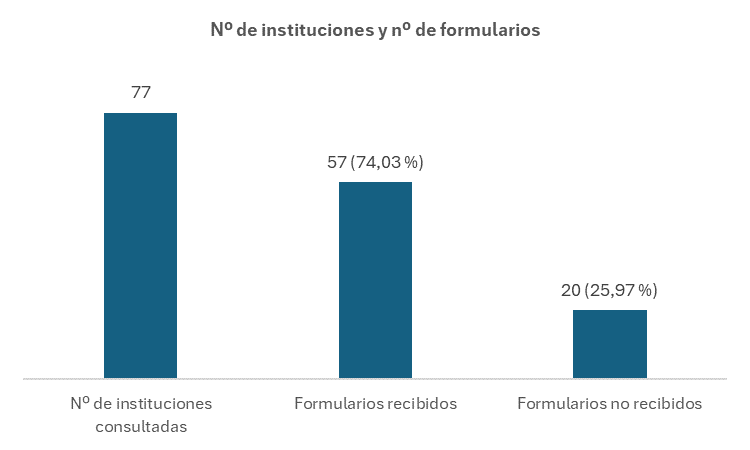 Nº de instituciones y nº de formularios
77
57 (74,03 %)
20 (25,97 %)
Nº de instituciones
consultadas
Formularios recibidos
Formularios no recibidos